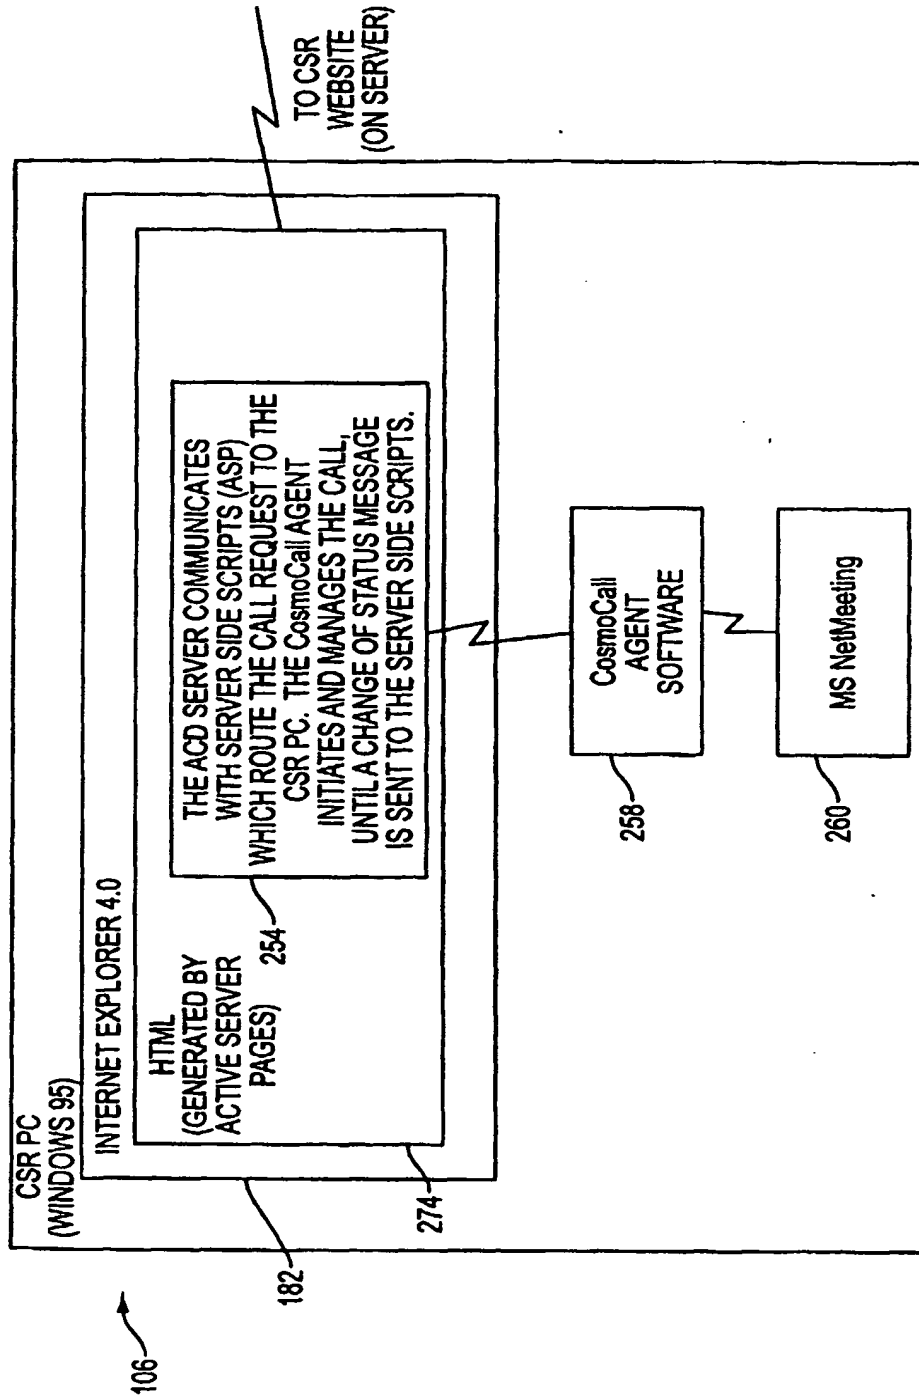 CSR PC
(WINDOWS 95)
INTERNET EXPLORER 4.0
HTML
(GENERATED BY
ACTIVE SERVER
PAGES)
254
THE ACD SERVER COMMUNICATES
WITH SERVER SIDE SCRIPTS (ASP)
WHICH ROUTE THE CALL REQUEST TO THE
CSR PC. THE CosmoCall AGENT
INITIATES AND MANAGES THE CALL,
UNTIL A CHANGE OF STATUS MESSAGE
IS SENT TO THE SERVER SIDE SCRIPTS.
TO CSR
WEBSITE
(ON SERVER)
106
182
274
CosmoCall
AGENT
SOFTWARE
258
MS NetMeeting
260